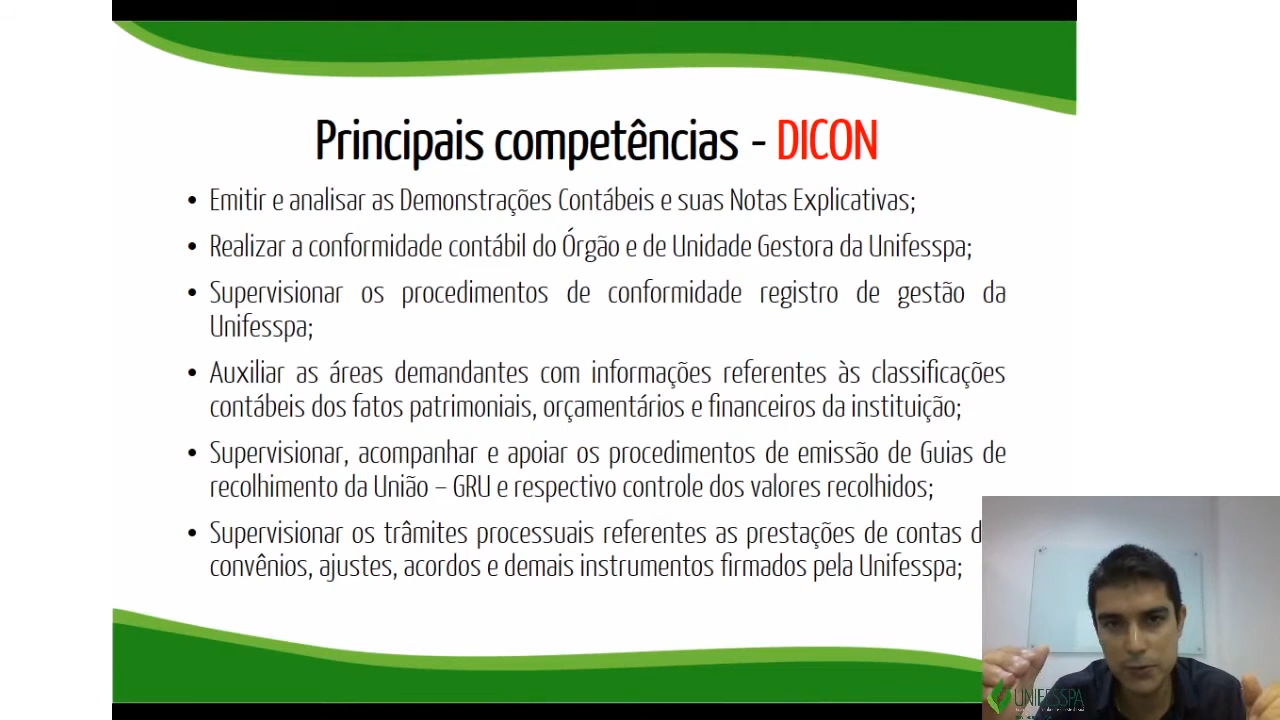 Principais competências - DICON
• Emitir e analisar as Demonstrações Contábeis e suas Notas Explicativas;
• Realizar a conformidade contábil do Órgão e de Unidade Gestora da Unifesspa;
• Supervisionar os procedimentos de conformidade registro de gestão da
Unifesspa;
• Auxiliar as áreas demandantes com informações referentes às classificações
contábeis dos fatos patrimoniais, orçamentários e financeiros da instituição;
• Supervisionar, acompanhar e apoiar os procedimentos de emissão de Guias de
recolhimento da União – GRU e respectivo controle dos valores recolhidos;
• Supervisionar os trâmites processuais referentes as prestações de contas
convênios, ajustes, acordos e demais instrumentos firmados pela Unifesspa;
UNIFESSPA